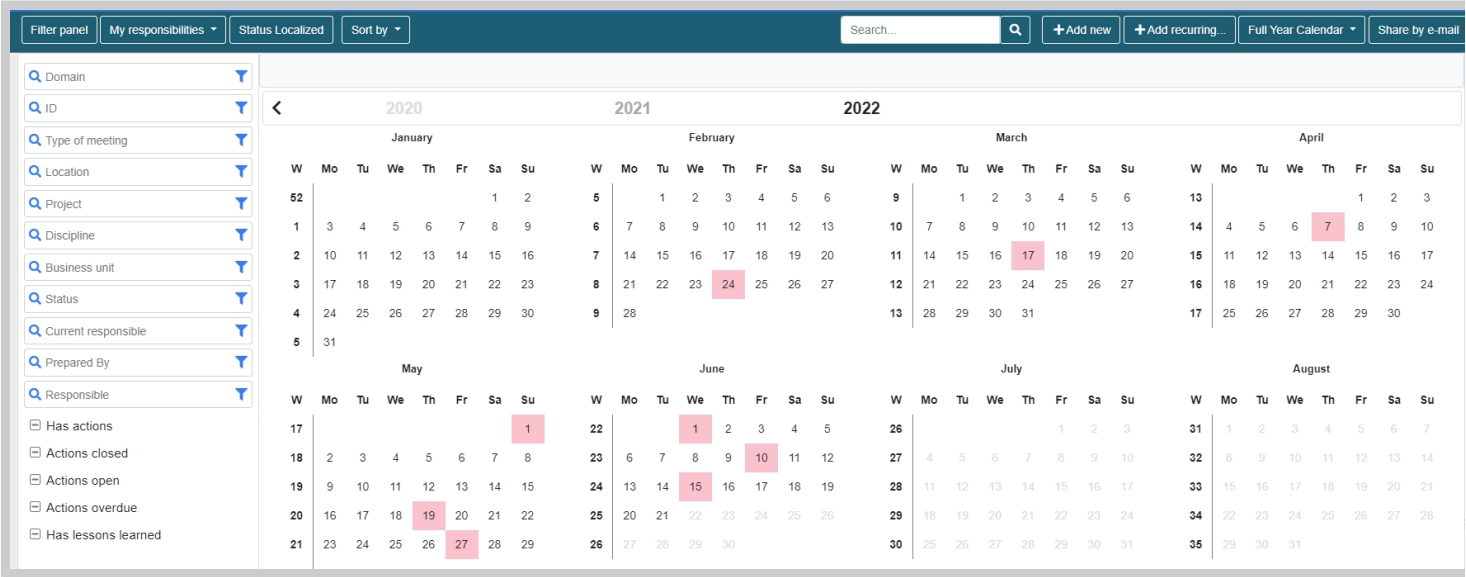 Filter panel My responsibilities Status Localized Sort by Search... Add new Add recurring... Full Year Calendar Share by e-mail
Domain
ID
Type of meeting
Location
Project
Discipline
Business unit
Status
Current responsible
Prepared By
Responsible
Has actions
Actions closed
Actions open
Actions overdue
Has lessons learned
2020 2021 2022
January February March April
W Mo Tu We Th Fr Sa Su W Mo Tu We Th Fr Sa Su W Mo Tu We Th Fr Sa Su W Mo Tu We Th Fr Sa Su
52 1 2 5 1 2 3 4 5 6 9 1 2 3 4 5 6 13 1 2 3
1 3 4 5 6 7 8 9 6 7 8 9 10 11 12 13 10 7 8 9 10 11 12 13 14 4 5 6 7 8 9 10
2 10 11 12 13 14 15 16 7 14 15 16 17 18 19 20 11 14 15 16 17 18 19 20 15 11 12 13 14 15 16 17
3 17 18 19 20 21 22 23 8 21 22 23 24 25 26 27 12 21 22 23 24 25 26 27 16 18 19 20 21 22 23 24
4 24 25 26 27 28 29 30 9 28 13 28 29 30 31 17 25 26 27 28 29 30
5 31
May June July August
W Mo Tu We Th Fr Sa Su W Mo Tu We Th Fr Sa Su W Mo Tu We Th Fr Sa Su W Mo Tu We Th Fr Sa Su
17 1 22 1 2 3 4 5 26 1 2 3 31 1 2 3 4 5 6 7
18 2 3 4 5 6 7 8 23 6 7 8 9 10 11 12 27 4 5 6 7 8 9 10 32 8 9 10 11 12 13 14
19 9 10 11 12 13 14 15 24 13 14 15 16 17 18 19 28 11 12 13 14 15 16 17 33 15 16 17 18 19 20 21
20 16 17 18 19 20 21 22 25 20 21 22 23 24 25 26 29 18 19 20 21 22 23 24 34 22 23 24 25 26 27 28
21 23 24 25 26 27 28 29 26 27 28 29 30 30 25 26 27 28 29 30 31 35 29 30 31